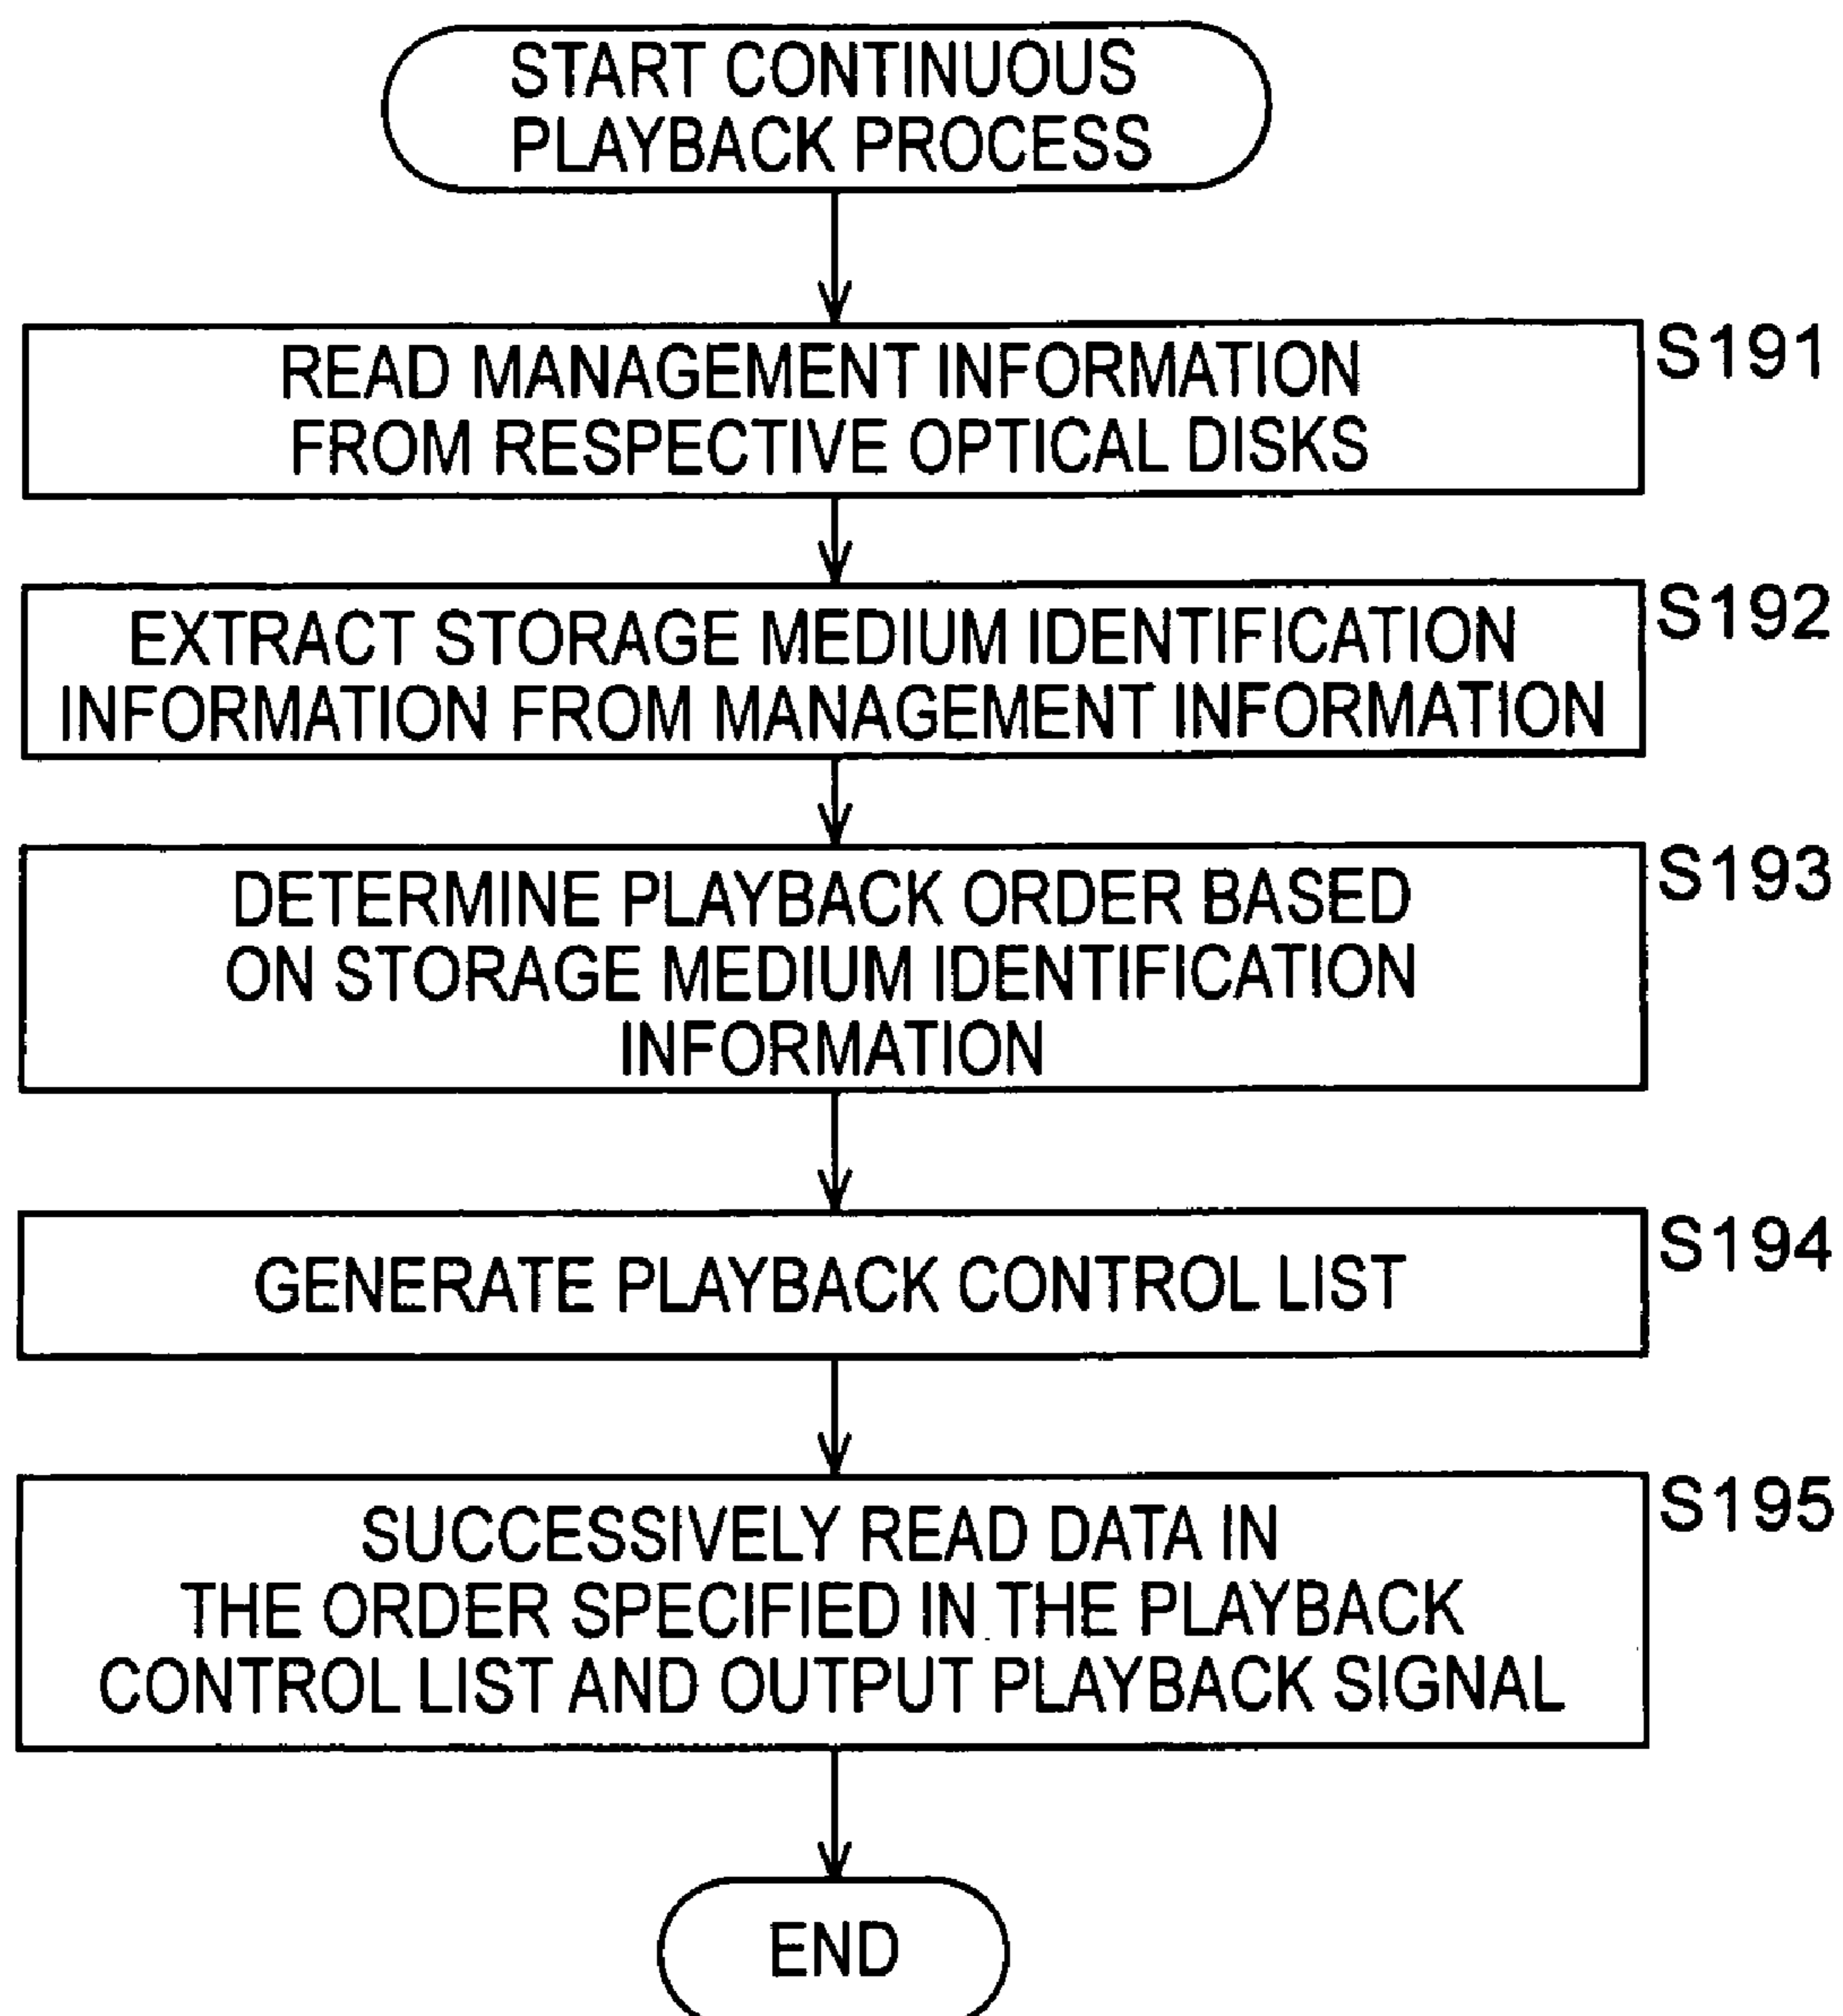 START CONTINUOUS
PLAYBACK PROCESS
READ MANAGEMENT INFORMATION
FROM RESPECTIVE OPTICAL DISKS
S191
EXTRACT STORAGE MEDIUM IDENTIFICATION
INFORMATION FROM MANAGEMENT INFORMATION
S192
DETERMINE PLAYBACK ORDER BASED
ON STORAGE MEDIUM IDENTIFICATION
INFORMATION
S193
GENERATE PLAYBACK CONTROL LIST
S194
SUCCESSIVELY READ DATA IN
THE ORDER SPECIFIED IN THE PLAYBACK
CONTROL LIST AND OUTPUT PLAYBACK SIGNAL
S195
END